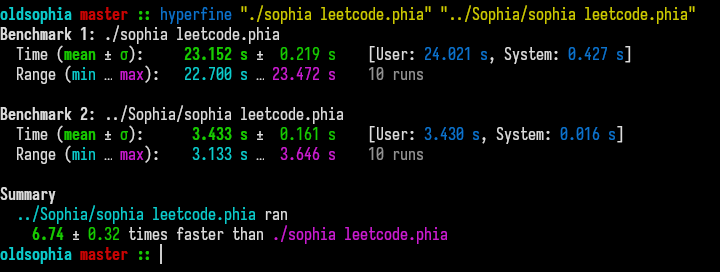 oldsophia master :: hyperfine "./sophia leetcode.phia" "../Sophia/sophia leetcode.phia"
Benchmark 1: ./sophia leetcode.phia
Time (mean ± σ): 23.152 s ± 0.219 s [User: 24.021 s, System: 0.427 s]
Range (min … max): 22.700 s … 23.472 s 10 runs
Benchmark 2: ../Sophia/sophia leetcode.phia
Time (mean ± σ): 3.433 s ± 0.161 s [User: 3.430 s, System: 0.016 s]
Range (min … max): 3.133 s … 3.646 s 10 runs
Summary
../Sophia/sophia leetcode.phia ran
6.74 ± 0.32 times faster than ./sophia leetcode.phia
oldsophia master ::